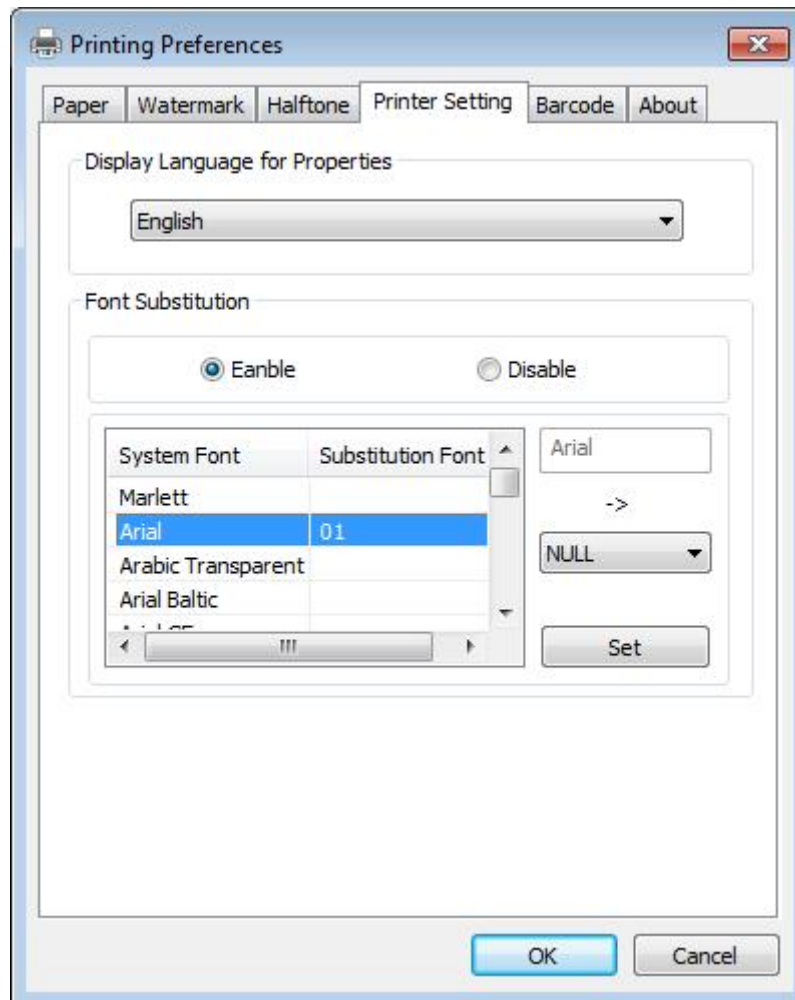 Printing Preferences
Paper Watermark Halftone Printer Setting Barcode About
Display Language for Properties
English
Font Substitution
Eanble Disable
System Font Substitution Font
Marlett
Arial 01
Arabic Transparent
Arial Baltic
Arial
->
NULL
Set
OK Cancel